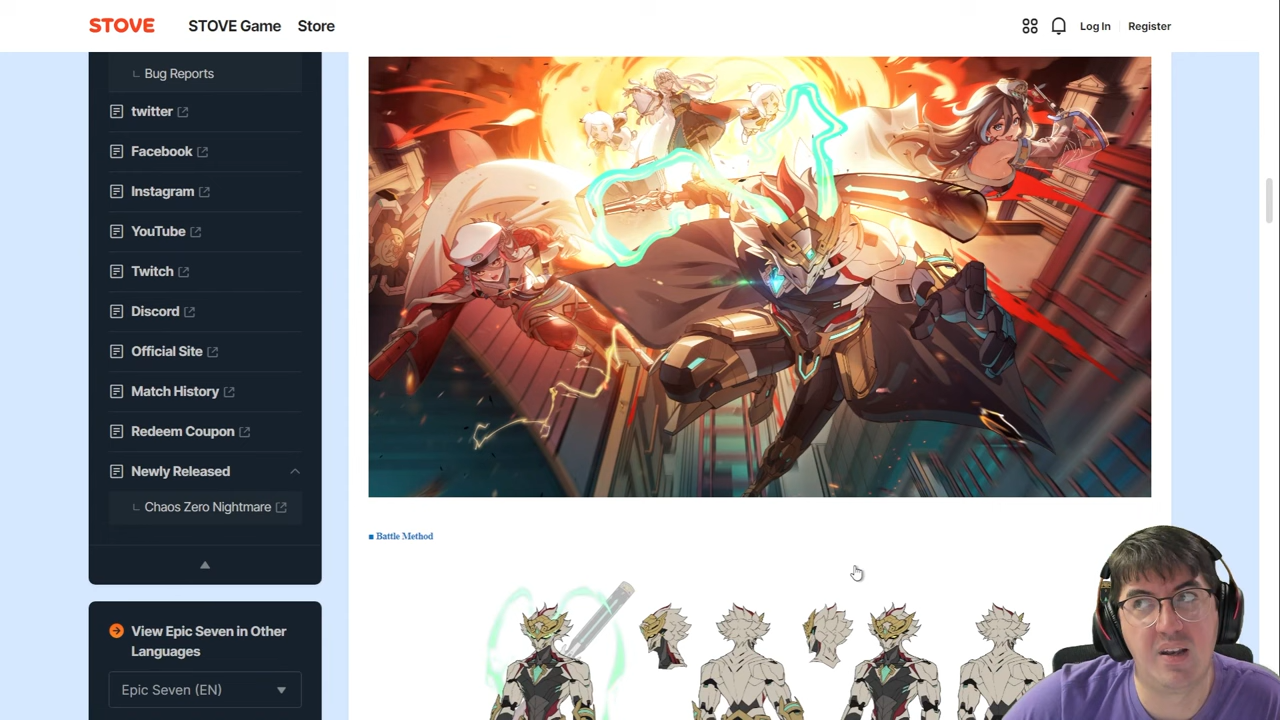 STOVE
STOVE Game
Store
Log In
Register
Bug Reports
twitter
Facebook
Instagram
YouTube
Twitch
Discord
Official Site
Match History
Redeem Coupon
Newly Released
Chaos Zero Nightmare
View Epic Seven in Other
Languages
Epic Seven (EN)
■ Battle Method